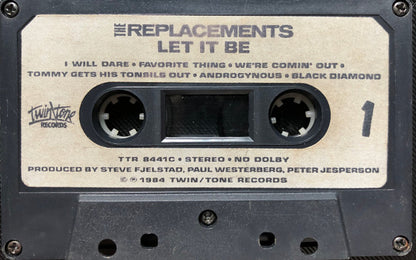 THE REPLACEMENTS
LET IT BE
I WILL DARE • FAVORITE THING • WE'RE COMIN' OUT •
TOMMY GETS HIS TONSILS OUT • ANDROGYNOUS • BLACK DIAMOND
Twin/Tone
RECORDS
1
TTR 8441C • STEREO • NO DOLBY
PRODUCED BY STEVE FJELSTAD, PAUL WESTERBERG, PETER JESPERSON
© ℗ 1984 TWIN/TONE RECORDS